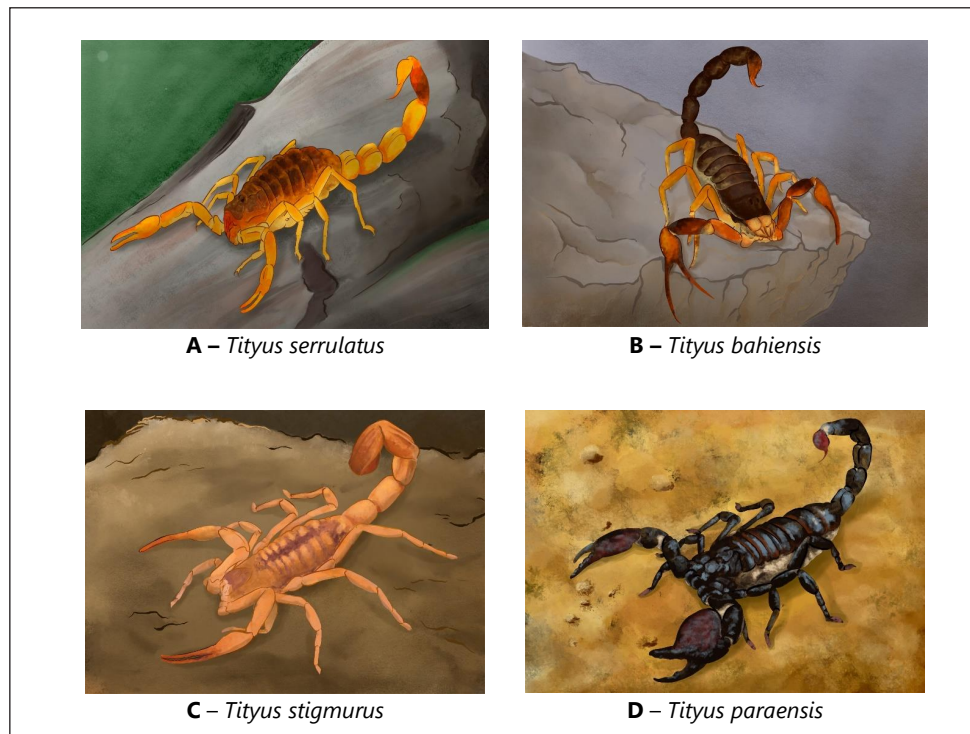 A – Tityus serrulatus
B – Tityus bahiensis
C – Tityus stigmurus
D – Tityus paraensis